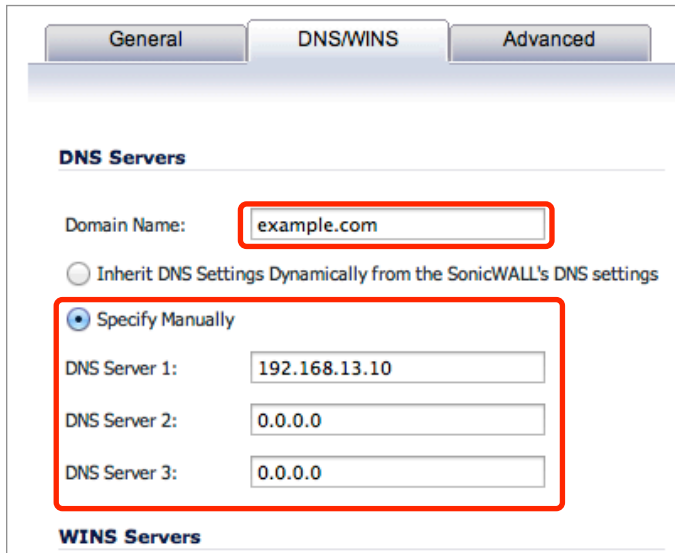 General DNS/WINS Advanced
DNS Servers
Domain Name: example.com
Inherit DNS Settings Dynamically from the SonicWALL's DNS settings
Specify Manually
DNS Server 1: 192.168.13.10
DNS Server 2: 0.0.0.0
DNS Server 3: 0.0.0.0
WINS Servers